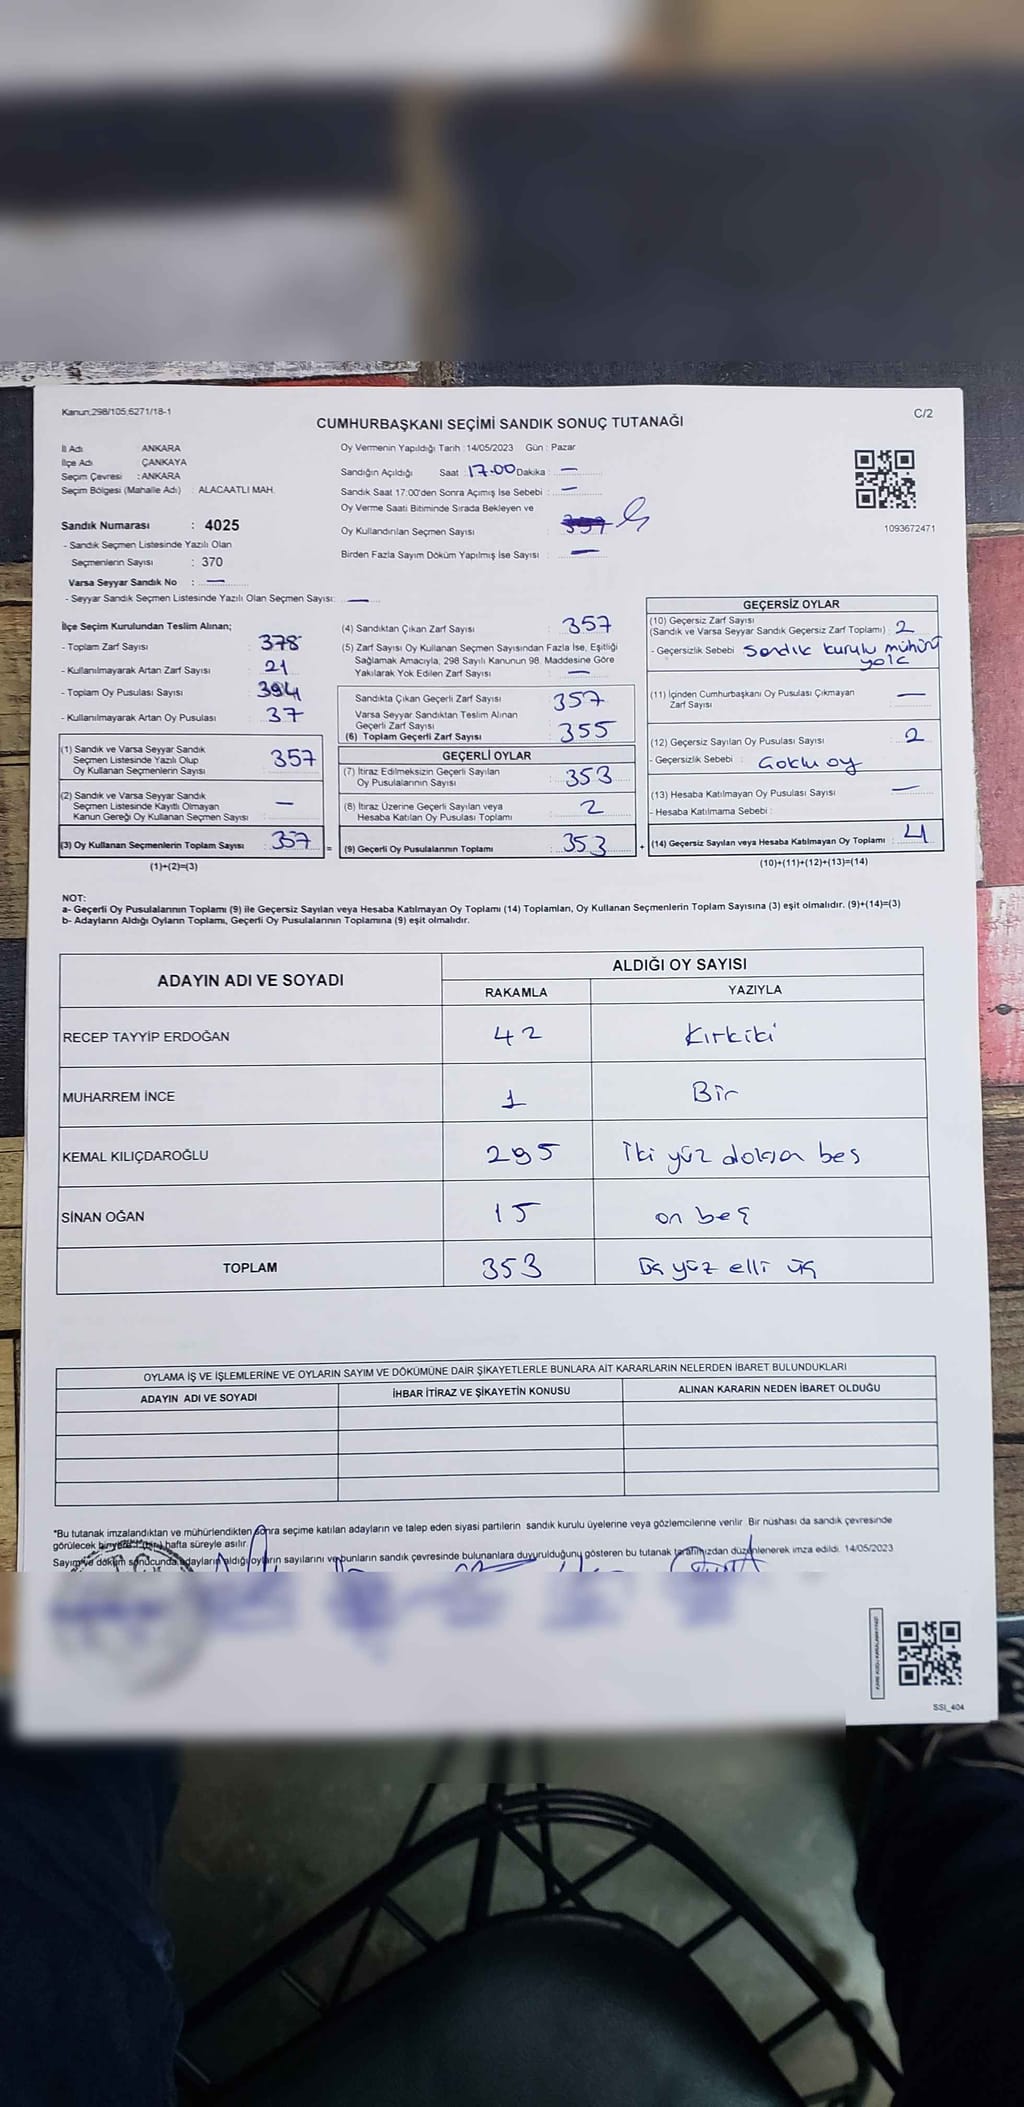 Kanun,298/105;6271/18-1
C/2
CUMHURBAŞKANI SEÇİMİ SANDIK SONUÇ TUTANAĞI
İl Adı : ANKARA
İlçe Adı : ÇANKAYA
Seçim Çevresi : ANKARA
Seçim Bölgesi (Mahalle Adı) : ALACAATLI MAH.
Sandık Numarası : 4025
- Sandık Seçmen Listesinde Yazılı Olan
Seçmenlerin Sayısı : 370
Varsa Seyyar Sandık No : —
- Seyyar Sandık Seçmen Listesinde Yazılı Olan Seçmen Sayısı: —
Oy Vermenin Yapıldığı Tarih :14/05/2023 Gün : Pazar
Sandığın Açıldığı Saat :17.00 Dakika : —
Sandık Saat 17:00'den Sonra Açımış İse Sebebi : —
Oy Verme Saati Bitiminde Sırada Bekleyen ve
Oy Kullandırılan Seçmen Sayısı :
Birden Fazla Sayım Döküm Yapılmış İse Sayısı : —
1093672471
İlçe Seçim Kurulundan Teslim Alınan;
- Toplam Zarf Sayısı : 378
- Kullanılmayarak Artan Zarf Sayısı : 21
- Toplam Oy Pusulası Sayısı : 394
- Kullanılmayarak Artan Oy Pusulası : 37
(1) Sandık ve Varsa Seyyar Sandık
Seçmen Listesinde Yazılı Olup
Oy Kullanan Seçmenlerin Sayısı : 357
(2) Sandık ve Varsa Seyyar Sandık
Seçmen Listesinde Kayıtlı Olmayan
Kanun Gereği Oy Kullanan Seçmen Sayısı : —
(3) Oy Kullanan Seçmenlerin Toplam Sayısı : 357
(1)+(2)=(3)
(4) Sandıktan Çıkan Zarf Sayısı : 357
(5) Zarf Sayısı Oy Kullanan Seçmen Sayısından Fazla İse, Eşitliği
Sağlamak Amacıyla, 298 Sayılı Kanunun 98. Maddesine Göre
Yakılarak Yok Edilen Zarf Sayısı : —
Sandıkta Çıkan Geçerli Zarf Sayısı : 357
Varsa Seyyar Sandıktan Teslim Alınan
Geçerli Zarf Sayısı
(6) Toplam Geçerli Zarf Sayısı : 355
GEÇERLİ OYLAR
(7) İtiraz Edilmeksizin Geçerli Sayılan
Oy Pusulalarının Sayısı : 353
(8) İtiraz Üzerine Geçerli Sayılan veya
Hesaba Katılan Oy Pusulası Toplamı : 2
(9) Geçerli Oy Pusulalarının Toplamı : 353
GEÇERSİZ OYLAR
(10) Geçersiz Zarf Sayısı
(Sandık ve Varsa Seyyar Sandık Geçersiz Zarf Toplamı) : 2
- Geçersizlik Sebebi : Sandık kurulu mührü
yok
(11) İçinden Cumhurbaşkanı Oy Pusulası Çıkmayan
Zarf Sayısı : —
(12) Geçersiz Sayılan Oy Pusulası Sayısı : 2
- Geçersizlik Sebebi : Çoklu oy
(13) Hesaba Katılmayan Oy Pusulası Sayısı : —
- Hesaba Katılmama Sebebi :
(14) Geçersiz Sayılan veya Hesaba Katılmayan Oy Toplamı : 4
(10)+(11)+(12)+(13)=(14)
NOT:
a- Geçerli Oy Pusulalarının Toplamı (9) ile Geçersiz Sayılan veya Hesaba Katılmayan Oy Toplamı (14) Toplamları, Oy Kullanan Seçmenlerin Toplam Sayısına (3) eşit olmalıdır. (9)+(14)=(3)
b- Adayların Aldığı Oyların Toplamı, Geçerli Oy Pusulalarının Toplamına (9) eşit olmalıdır.
ADAYIN ADI VE SOYADI
ALDIĞI OY SAYISI
RAKAMLA YAZIYLA
RECEP TAYYİP ERDOĞAN 42 Kırkiki
MUHARREM İNCE 1 Bir
KEMAL KILIÇDAROĞLU 295 İki yüz doksan beş
SİNAN OĞAN 15 on beş
TOPLAM 353 Üç yüz elli üç
OYLAMA İŞ VE İŞLEMLERİNE VE OYLARIN SAYIM VE DÖKÜMÜNE DAİR ŞİKAYETLERLE BUNLARA AİT KARARLARIN NELERDEN İBARET BULUNDUKLARI
ADAYIN ADI VE SOYADI İHBAR İTİRAZ VE ŞİKAYETİN KONUSU ALINAN KARARIN NEDEN İBARET OLDUĞU
*Bu tutanak imzalandıktan ve mühürlendikten sonra seçime katılan adayların ve talep eden siyasi partilerin sandık kurulu üyelerine veya gözlemcilerine verilir Bir nüshası da sandık çevresinde
görülecek bir yere 1 (bir) hafta süreyle asılır.
Sayım ve döküm sonucunda adayların aldığı oyların sayılarını ve bunların sandık çevresinde bulunanlara duyurulduğunu gösteren bu tutanak tarafımızdan düzenlenerek imza edildi. 14/05/2023
SSI_404